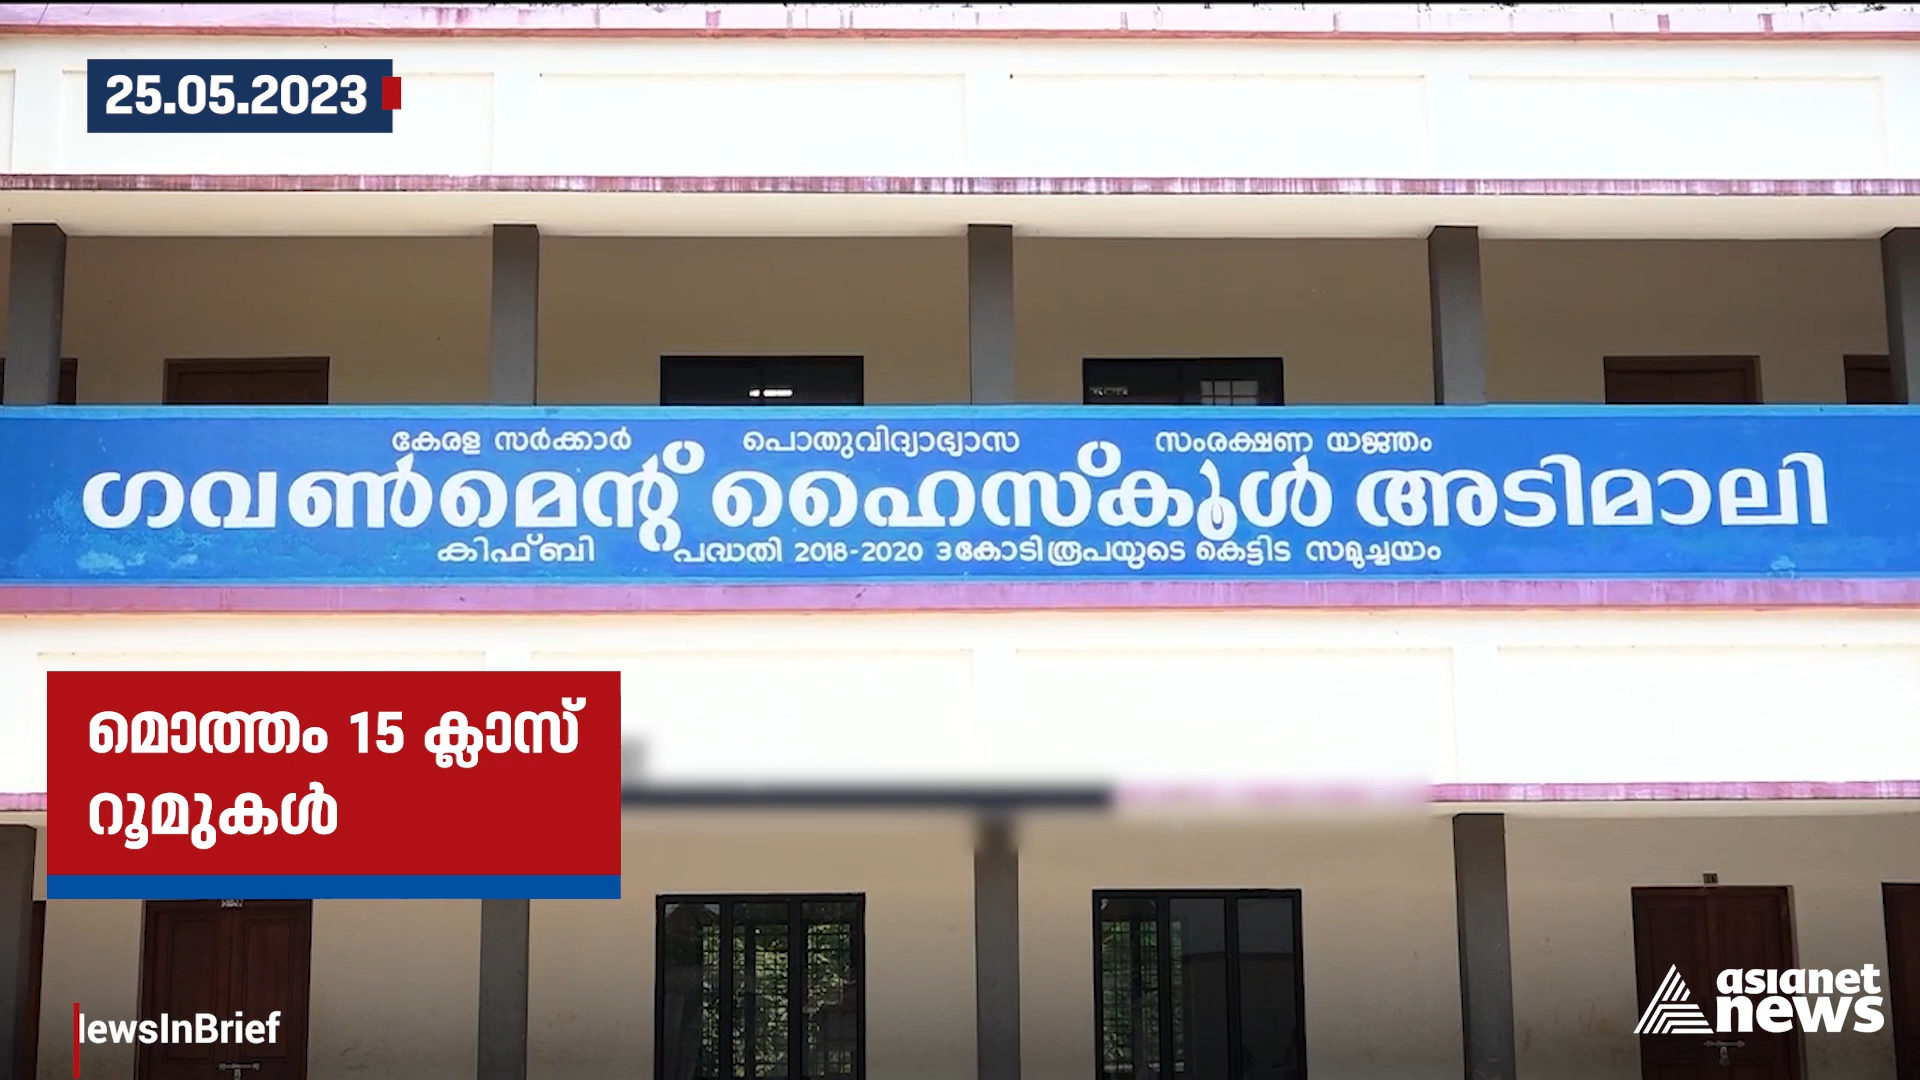 25.05.2023
കേരള സർക്കാർ പൊതുവിദ്യാഭ്യാസ സംരക്ഷണ യജ്ഞം
ഗവൺമെന്റ് ഹൈസ്കൂൾ അടിമാലി
കിഫ്ബി പദ്ധതി 2018-2020 3 കോടി രൂപയുടെ കെട്ടിട സമുച്ചയം
മൊത്തം 15 ക്ലാസ്
റൂമുകൾ
lewsInBrief
asianet
news